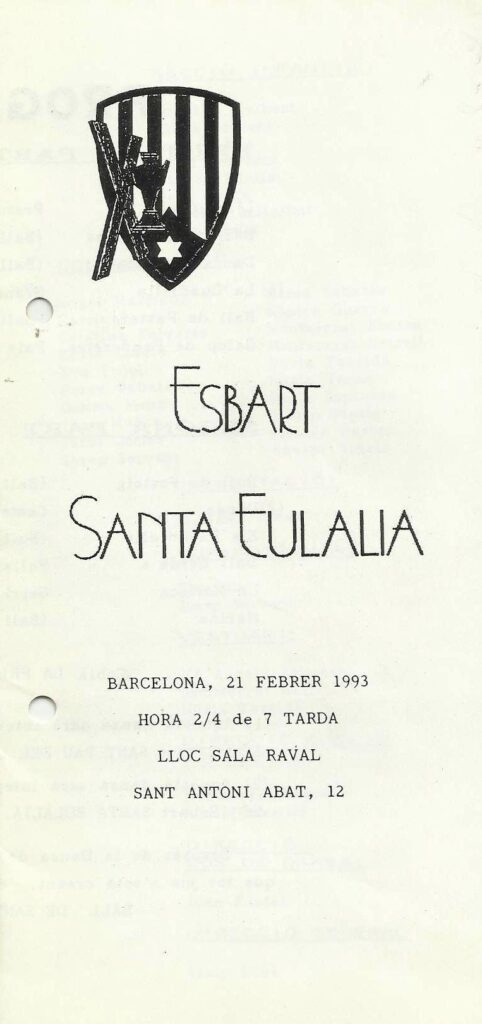 ESBART
SANTA EULALIA
BARCELONA, 21 FEBRER 1993
HORA 2/4 de 7 TARDA
LLOC SALA RAVAL
SANT ANTONI ABAT, 12